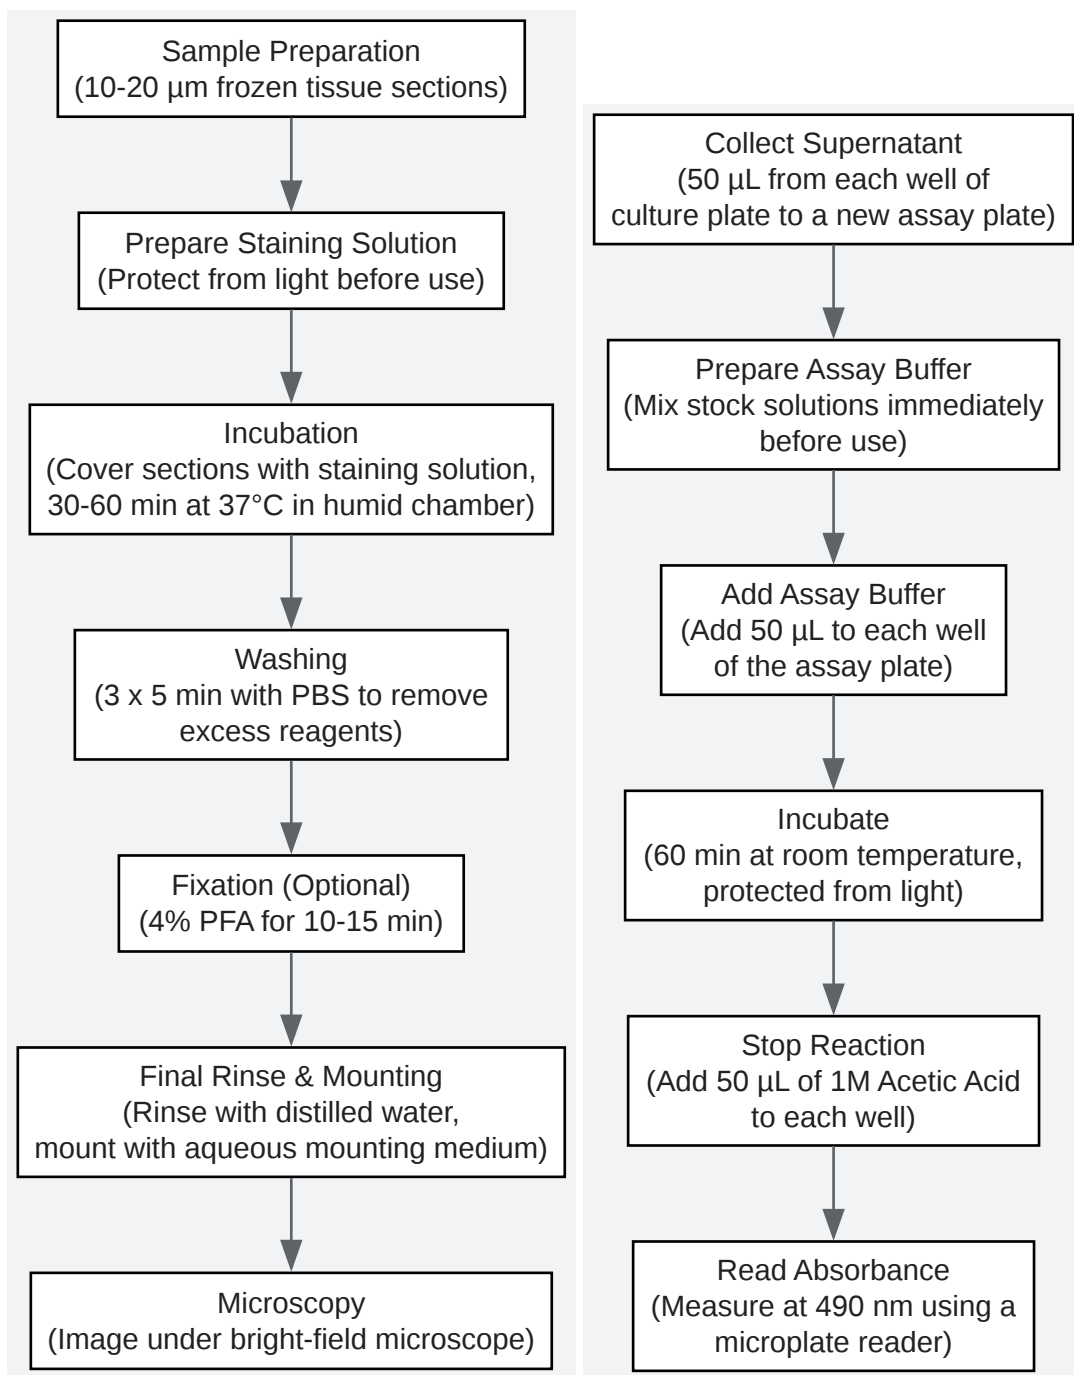 Sample Preparation
(10-20 µm frozen tissue sections)
Prepare Staining Solution
(Protect from light before use)
Incubation
(Cover sections with staining solution,
30-60 min at 37°C in humid chamber)
Washing
(3 x 5 min with PBS to remove
excess reagents)
Fixation (Optional)
(4% PFA for 10-15 min)
Final Rinse & Mounting
(Rinse with distilled water,
mount with aqueous mounting medium)
Microscopy
(Image under bright-field microscope)
Collect Supernatant
(50 µL from each well of
culture plate to a new assay plate)
Prepare Assay Buffer
(Mix stock solutions immediately
before use)
Add Assay Buffer
(Add 50 µL to each well
of the assay plate)
Incubate
(60 min at room temperature,
protected from light)
Stop Reaction
(Add 50 µL of 1M Acetic Acid
to each well)
Read Absorbance
(Measure at 490 nm using a
microplate reader)